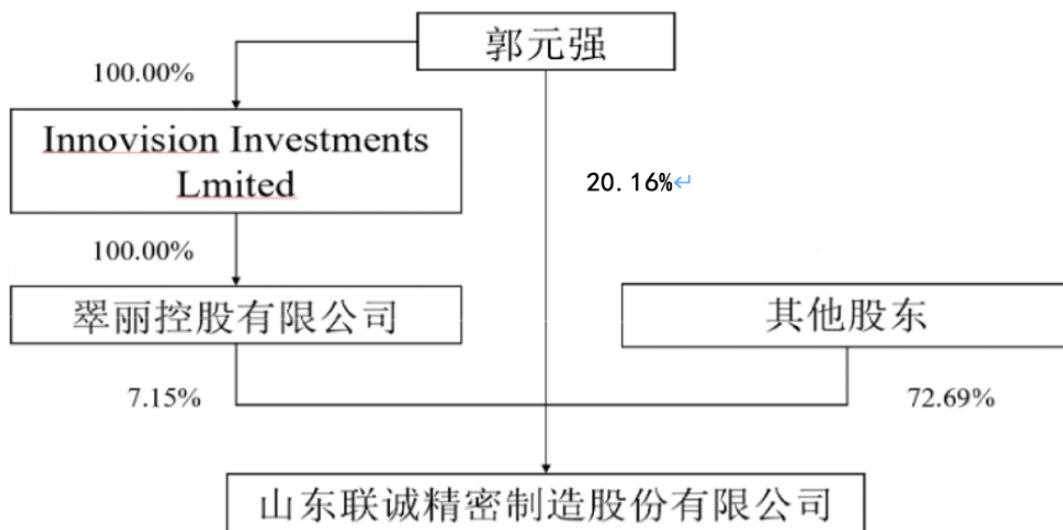 郭元强
100.00%
Innovision Investments
Lmited
20.16%↵
100.00%
翠丽控股有限公司
其他股东
7.15%
72.69%
山东联诚精密制造股份有限公司